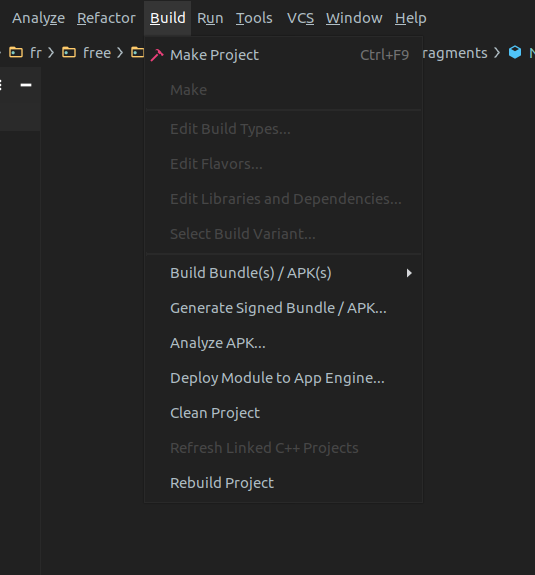 Analyze Refactor Build Run Tools VCS Window Help
fr free ragments
Make Project Ctrl+F9
Make
Edit Build Types...
Edit Flavors...
Edit Libraries and Dependencies...
Select Build Variant...
Build Bundle(s) / APK(s)
Generate Signed Bundle / APK...
Analyze APK...
Deploy Module to App Engine...
Clean Project
Refresh Linked C++ Projects
Rebuild Project